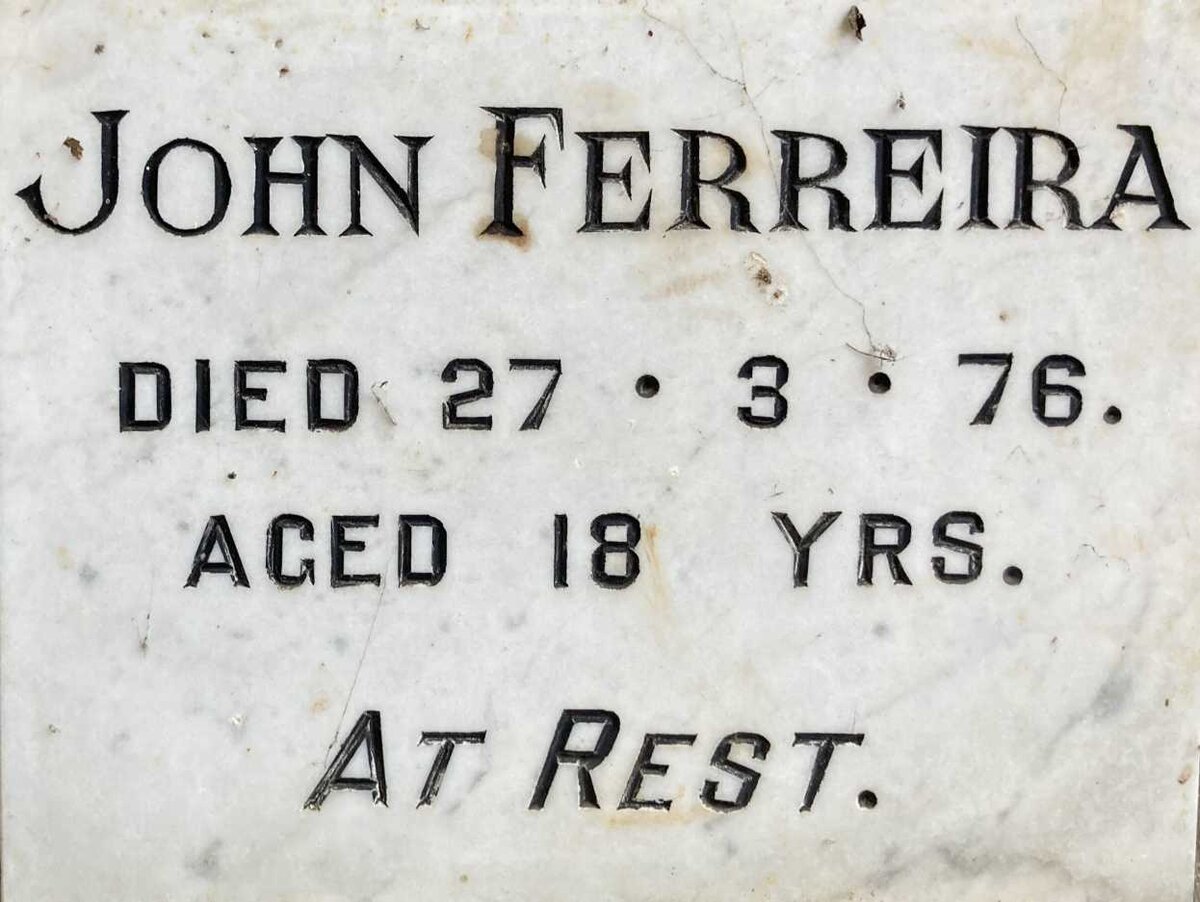 JOHN FERREIRA
DIED 27 · 3 · 76.
AGED 18 YRS.
AT REST.